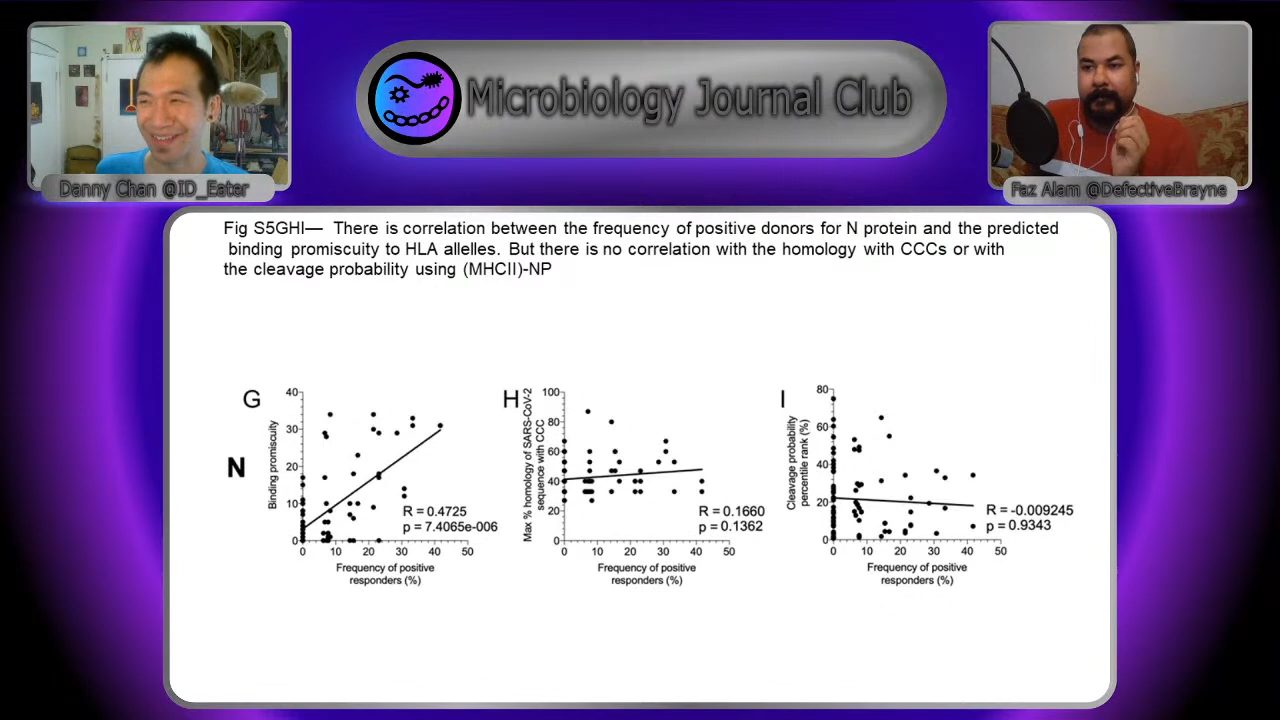 Microbiology Journal Club
Danny Chan @ID_Eater
Faz Alam @DefectiveBrayne
Fig S5GHI— There is correlation between the frequency of positive donors for N protein and the predicted
binding promiscuity to HLA allelles. But there is no correlation with the homology with CCCs or with
the cleavage probability using (MHCII)-NP
N
G
Binding promiscuity
40
30
20
10
0
R = 0.4725
p = 7.4065e-006
0 10 20 30 40 50
Frequency of positive
responders (%)
H
Max % homology of SARS-CoV-2
sequence with CCC
100
80
60
40
20
0
R = 0.1660
p = 0.1362
0 10 20 30 40 50
Frequency of positive
responders (%)
I
Cleavage probability
percentile rank (%)
80
60
40
20
0
R = -0.009245
p = 0.9343
0 10 20 30 40 50
Frequency of positive
responders (%)